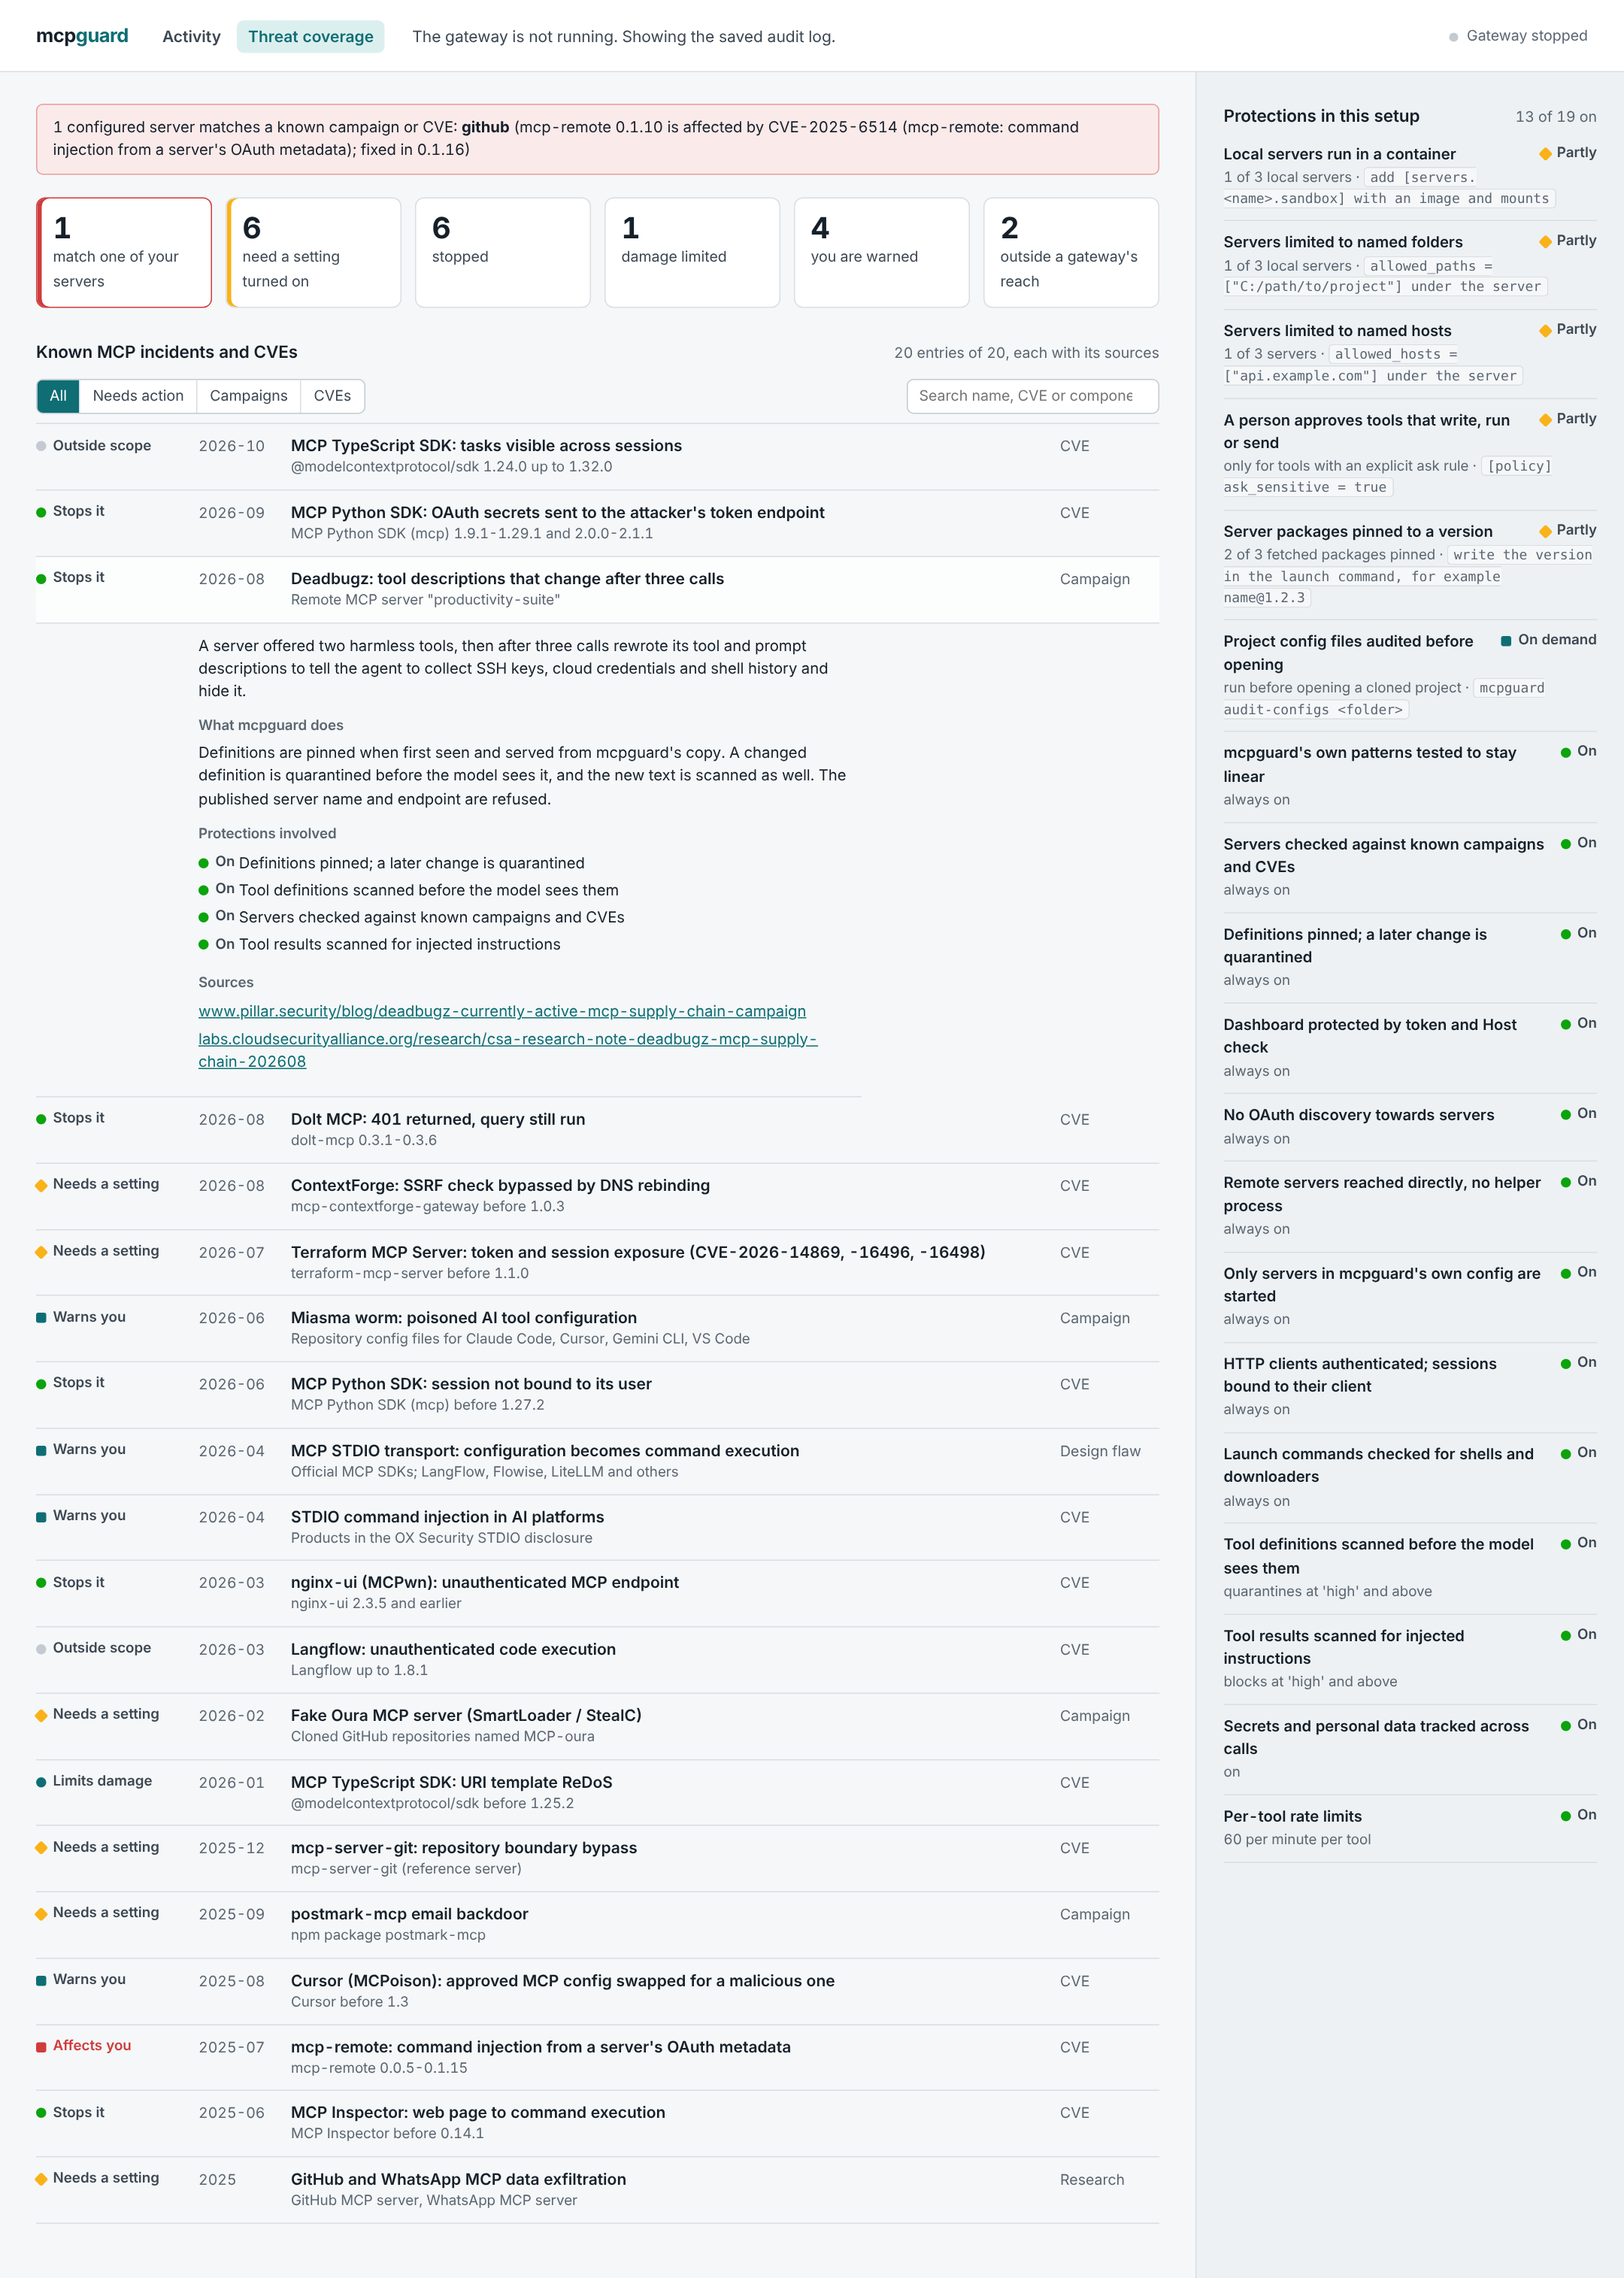 mcpguard Activity Threat coverage The gateway is not running. Showing the saved audit log. Gateway stopped
1 configured server matches a known campaign or CVE: github (mcp-remote 0.1.10 is affected by CVE-2025-6514 (mcp-remote: command
injection from a server's OAuth metadata); fixed in 0.1.16)
1
match one of your
servers
6
need a setting
turned on
6
stopped
1
damage limited
4
you are warned
2
outside a gateway's
reach
Known MCP incidents and CVEs 20 entries of 20, each with its sources
All Needs action Campaigns CVEs Search name, CVE or compone
Outside scope 2026-10 MCP TypeScript SDK: tasks visible across sessions CVE
@modelcontextprotocol/sdk 1.24.0 up to 1.32.0
Stops it 2026-09 MCP Python SDK: OAuth secrets sent to the attacker's token endpoint CVE
MCP Python SDK (mcp) 1.9.1-1.29.1 and 2.0.0-2.1.1
Stops it 2026-08 Deadbugz: tool descriptions that change after three calls Campaign
Remote MCP server "productivity-suite"
A server offered two harmless tools, then after three calls rewrote its tool and prompt
descriptions to tell the agent to collect SSH keys, cloud credentials and shell history and
hide it.
What mcpguard does
Definitions are pinned when first seen and served from mcpguard's copy. A changed
definition is quarantined before the model sees it, and the new text is scanned as well. The
published server name and endpoint are refused.
Protections involved
On Definitions pinned; a later change is quarantined
On Tool definitions scanned before the model sees them
On Servers checked against known campaigns and CVEs
On Tool results scanned for injected instructions
Sources
www.pillar.security/blog/deadbugz-currently-active-mcp-supply-chain-campaign
labs.cloudsecurityalliance.org/research/csa-research-note-deadbugz-mcp-supply-
chain-202608
Stops it 2026-08 Dolt MCP: 401 returned, query still run CVE
dolt-mcp 0.3.1-0.3.6
Needs a setting 2026-08 ContextForge: SSRF check bypassed by DNS rebinding CVE
mcp-contextforge-gateway before 1.0.3
Needs a setting 2026-07 Terraform MCP Server: token and session exposure (CVE-2026-14869, -16496, -16498) CVE
terraform-mcp-server before 1.1.0
Warns you 2026-06 Miasma worm: poisoned AI tool configuration Campaign
Repository config files for Claude Code, Cursor, Gemini CLI, VS Code
Stops it 2026-06 MCP Python SDK: session not bound to its user CVE
MCP Python SDK (mcp) before 1.27.2
Warns you 2026-04 MCP STDIO transport: configuration becomes command execution Design flaw
Official MCP SDKs; LangFlow, Flowise, LiteLLM and others
Warns you 2026-04 STDIO command injection in AI platforms CVE
Products in the OX Security STDIO disclosure
Stops it 2026-03 nginx-ui (MCPwn): unauthenticated MCP endpoint CVE
nginx-ui 2.3.5 and earlier
Outside scope 2026-03 Langflow: unauthenticated code execution CVE
Langflow up to 1.8.1
Needs a setting 2026-02 Fake Oura MCP server (SmartLoader / StealC) Campaign
Cloned GitHub repositories named MCP-oura
Limits damage 2026-01 MCP TypeScript SDK: URI template ReDoS CVE
@modelcontextprotocol/sdk before 1.25.2
Needs a setting 2025-12 mcp-server-git: repository boundary bypass CVE
mcp-server-git (reference server)
Needs a setting 2025-09 postmark-mcp email backdoor Campaign
npm package postmark-mcp
Warns you 2025-08 Cursor (MCPoison): approved MCP config swapped for a malicious one CVE
Cursor before 1.3
Affects you 2025-07 mcp-remote: command injection from a server's OAuth metadata CVE
mcp-remote 0.0.5-0.1.15
Stops it 2025-06 MCP Inspector: web page to command execution CVE
MCP Inspector before 0.14.1
Needs a setting 2025 GitHub and WhatsApp MCP data exfiltration Research
GitHub MCP server, WhatsApp MCP server
Protections in this setup 13 of 19 on
Local servers run in a container Partly
1 of 3 local servers · add [servers.
<name>.sandbox] with an image and mounts
Servers limited to named folders Partly
1 of 3 local servers · allowed_paths =
["C:/path/to/project"] under the server
Servers limited to named hosts Partly
1 of 3 servers · allowed_hosts =
["api.example.com"] under the server
A person approves tools that write, run Partly
or send
only for tools with an explicit ask rule · [policy]
ask_sensitive = true
Server packages pinned to a version Partly
2 of 3 fetched packages pinned · write the version
in the launch command, for example
name@1.2.3
Project config files audited before On demand
opening
run before opening a cloned project · mcpguard
audit-configs <folder>
mcpguard's own patterns tested to stay On
linear
always on
Servers checked against known campaigns On
and CVEs
always on
Definitions pinned; a later change is On
quarantined
always on
Dashboard protected by token and Host On
check
always on
No OAuth discovery towards servers On
always on
Remote servers reached directly, no helper On
process
always on
Only servers in mcpguard's own config are On
started
always on
HTTP clients authenticated; sessions On
bound to their client
always on
Launch commands checked for shells and On
downloaders
always on
Tool definitions scanned before the model On
sees them
quarantines at 'high' and above
Tool results scanned for injected On
instructions
blocks at 'high' and above
Secrets and personal data tracked across On
calls
on
Per-tool rate limits On
60 per minute per tool